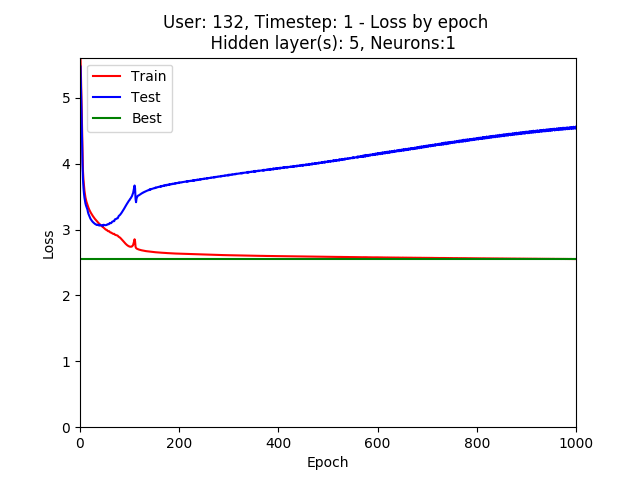 User: 132, Timestep: 1 - Loss by epoch
Hidden layer(s): 5, Neurons:1
Train
Test
Best
5
4
3
2
1
0
Loss
0 200 400 600 800 1000
Epoch